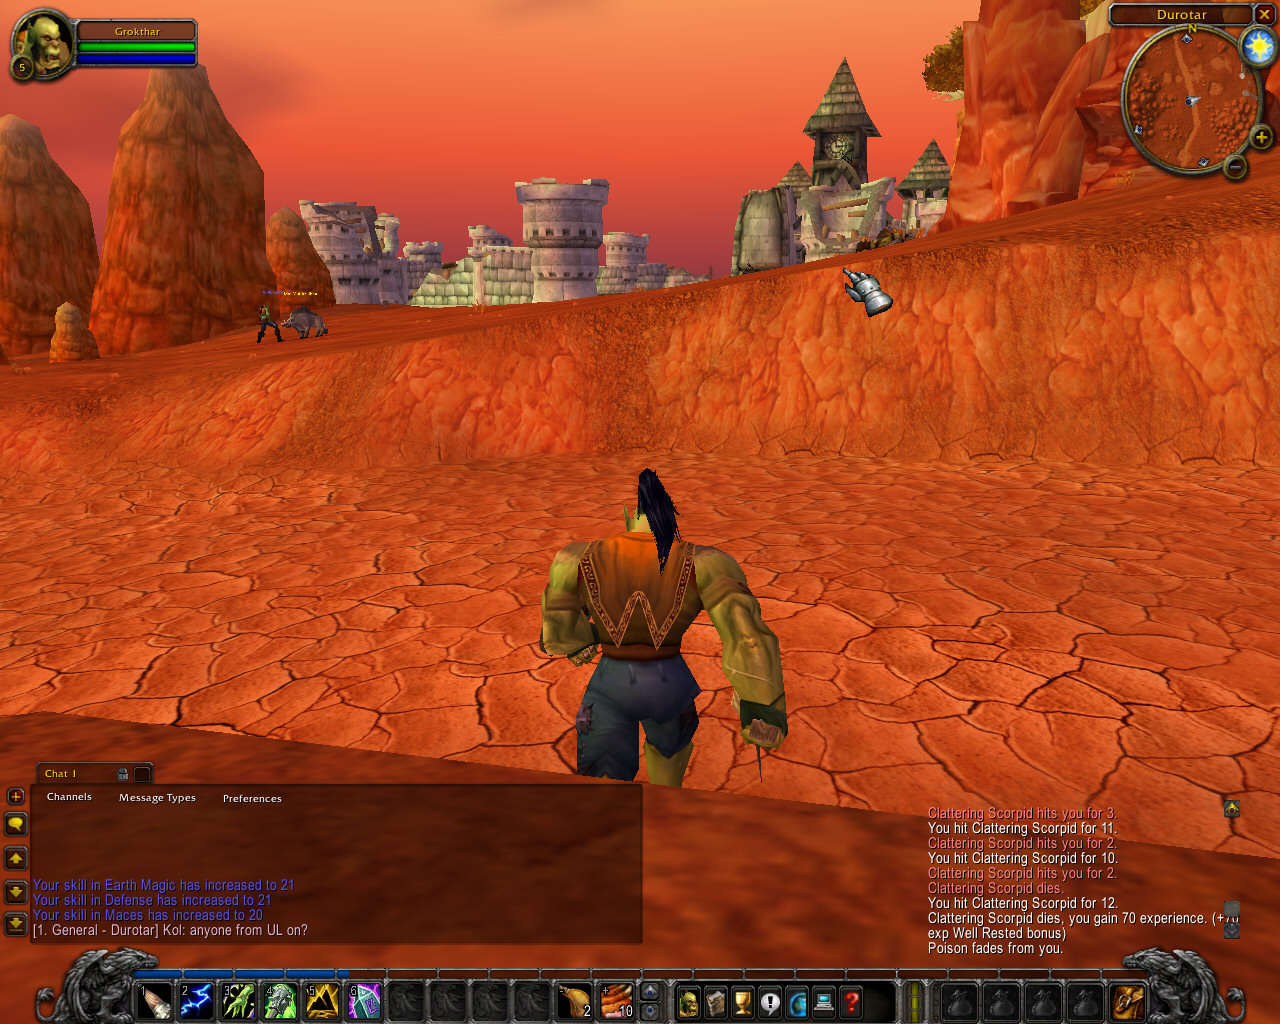 Grokthar
5
Durotar
N
Chat 1
Channels
Message Types
Preferences
Your skill in Earth Magic has increased to 21
Your skill in Defense has increased to 21
Your skill in Maces has increased to 20
[1. General - Durotar] Kol: anyone from UL on?
Clattering Scorpid hits you for 3.
You hit Clattering Scorpid for 11.
Clattering Scorpid hits you for 2.
You hit Clattering Scorpid for 10.
Clattering Scorpid hits you for 2.
Clattering Scorpid dies.
You hit Clattering Scorpid for 12.
Clattering Scorpid dies, you gain 70 experience. (+70
exp Well Rested bonus)
Poison fades from you.
1 2 3 4 5 6 2 + 10